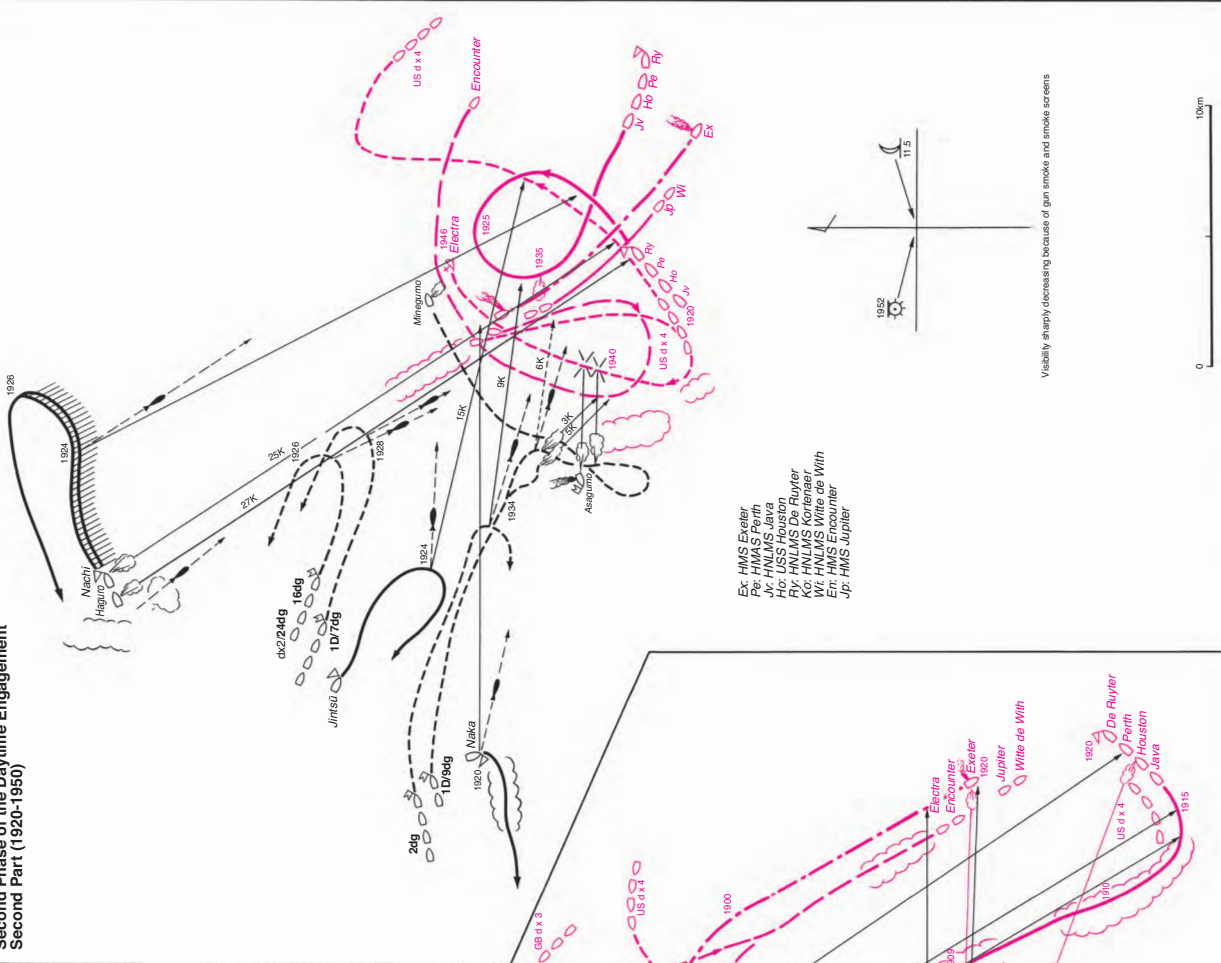 Second Phase of the Daytime Engagement
Second Part (1920-1950)
1926
1924
Nachi
Haguro
25K
27K
1926
1928
dx2/24dg
16dg
1D/7dg
Jintsū
1924
15K
9K
6K
3K
5K
1934
Asagumo
Minegumo
2dg
1D/9dg
Naka
1920
US d x 4
Encounter
1946
Electra
1925
1935
Jv
Ho
Pe
Ry
Ex
Jp
Wi
Ry
Pe
Ho
Jv
1920
US d x 4
1940
1952
11.5
Visibility sharply decreasing because of gun smoke and smoke screens
0
10km
Ex: HMS Exeter
Pe: HMAS Perth
Jv: HNLMS Java
Ho: USS Houston
Ry: HNLMS De Ruyter
Ko: HNLMS Kortenaer
Wi: HNLMS Witte de With
En: HMS Encounter
Jp: HMS Jupiter
GB d x 3
US d x 4
1900
Electra
Encounter
Exeter
1920
Jupiter
Witte de With
De Ruyter
1920
Perth
Houston
Java
US d x 4
1915
1910